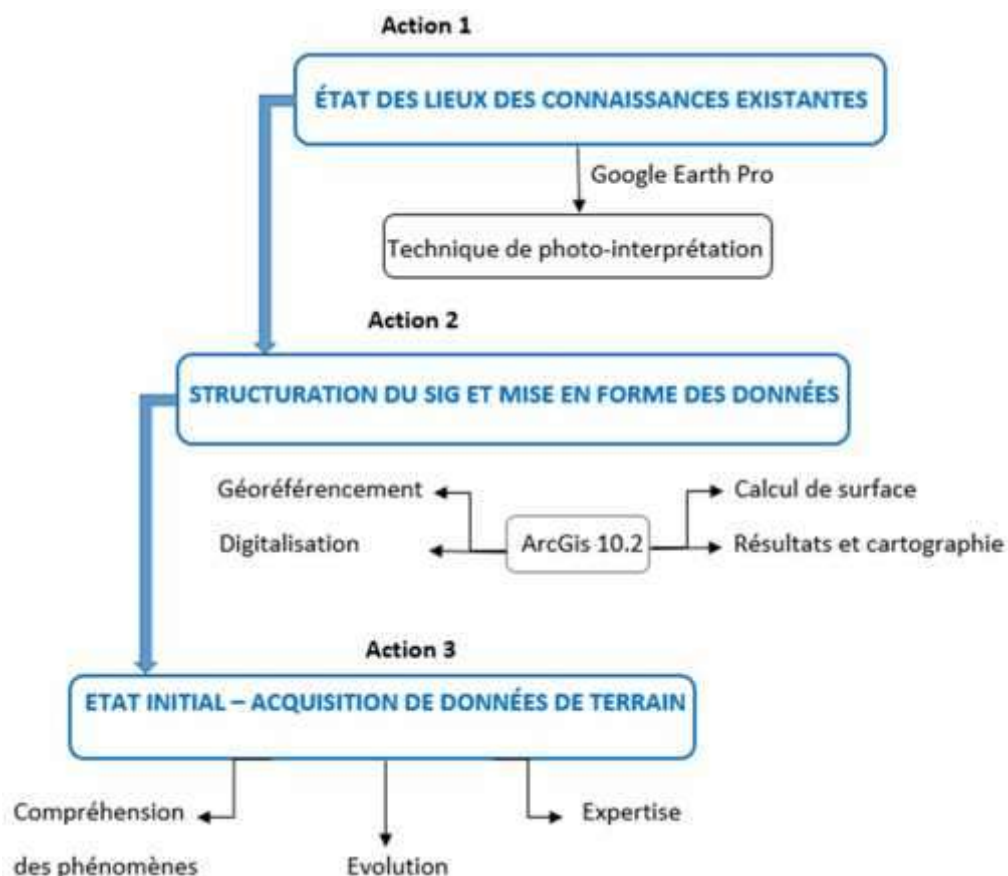 Action 1
ÉTAT DES LIEUX DES CONNAISSANCES EXISTANTES
Google Earth Pro
Technique de photo-interprétation
Action 2
STRUCTURATION DU SIG ET MISE EN FORME DES DONNÉES
Géoréférencement
Calcul de surface
Digitalisation
ArcGis 10.2
Résultats et cartographie
Action 3
ETAT INITIAL – ACQUISITION DE DONNÉES DE TERRAIN
Compréhension
des phénomènes
Evolution
Expertise